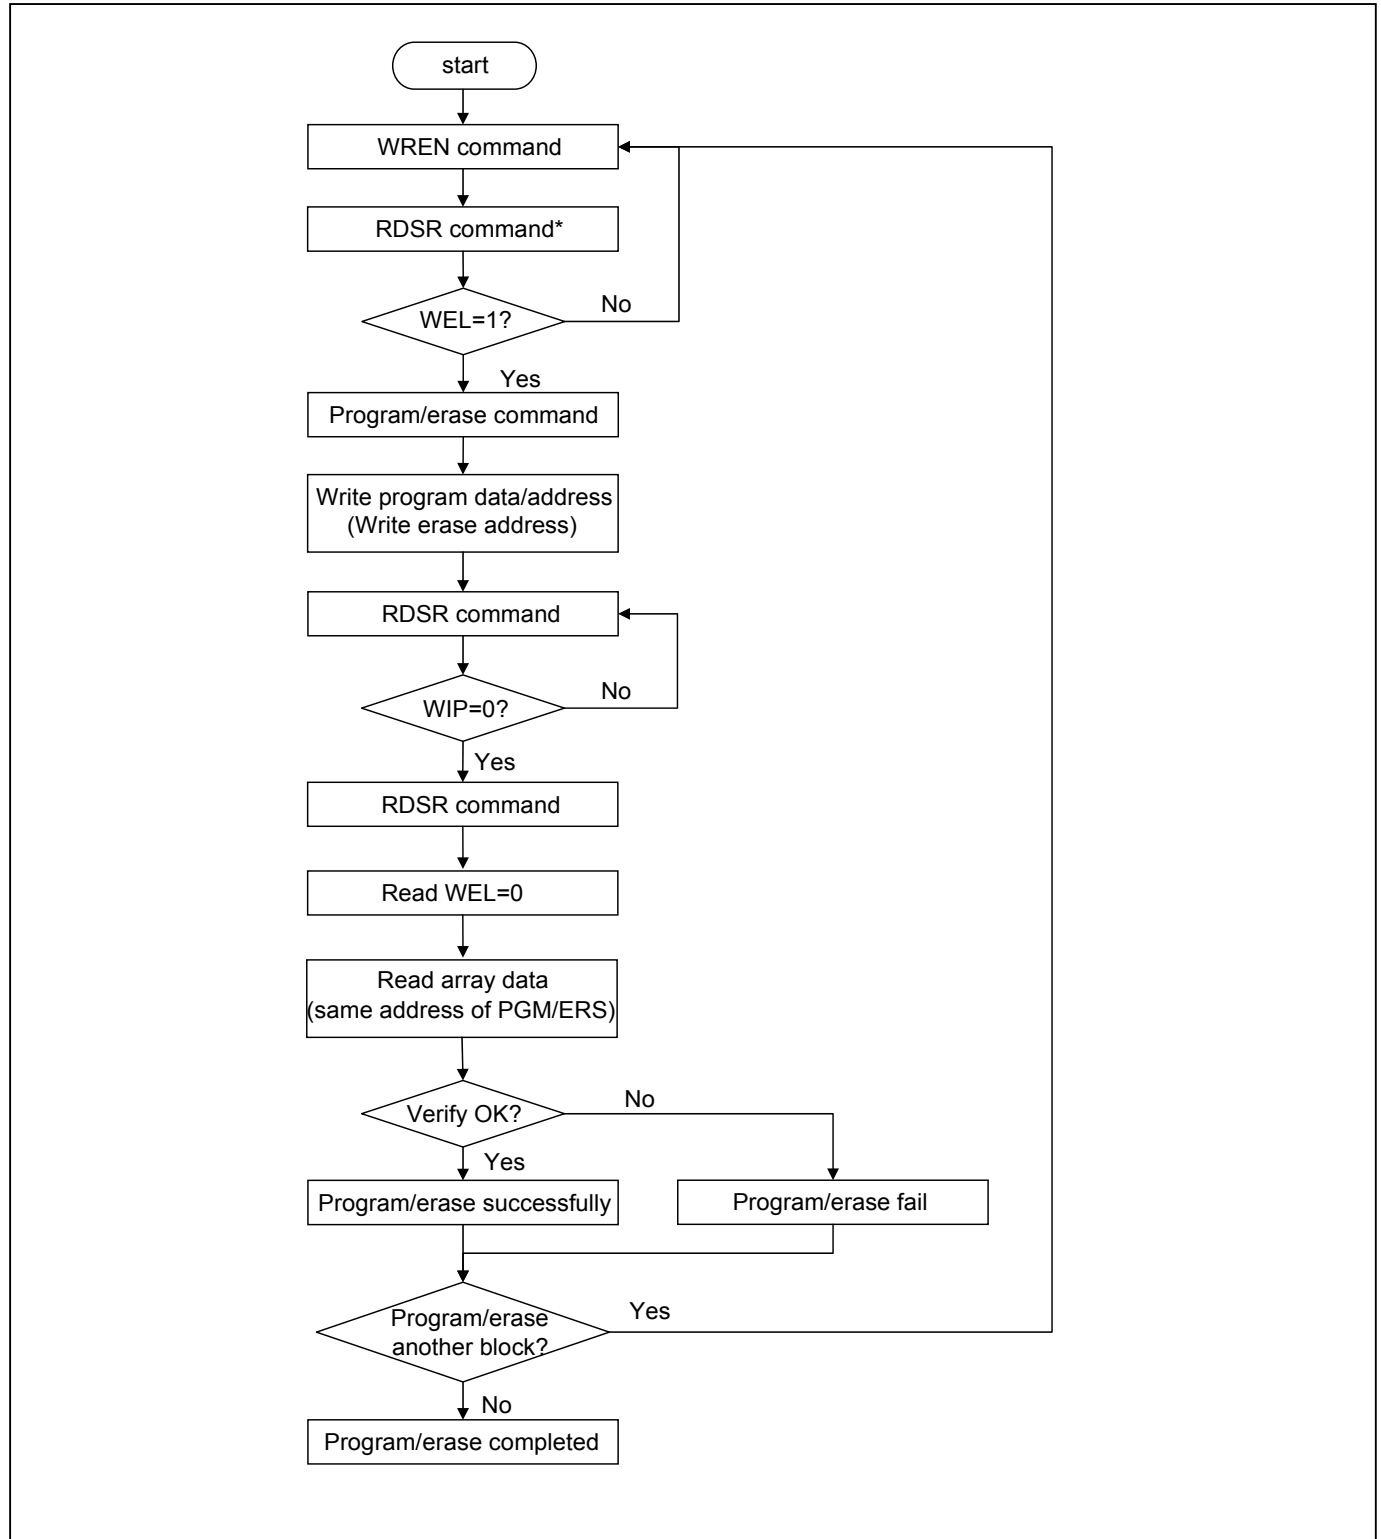 start
WREN command
RDSR command*
WEL=1?
No
Yes
Program/erase command
Write program data/address
(Write erase address)
RDSR command
WIP=0?
No
Yes
RDSR command
Read WEL=0
Read array data
(same address of PGM/ERS)
Verify OK?
No
Yes
Program/erase successfully
Program/erase fail
Program/erase
another block?
Yes
No
Program/erase completed